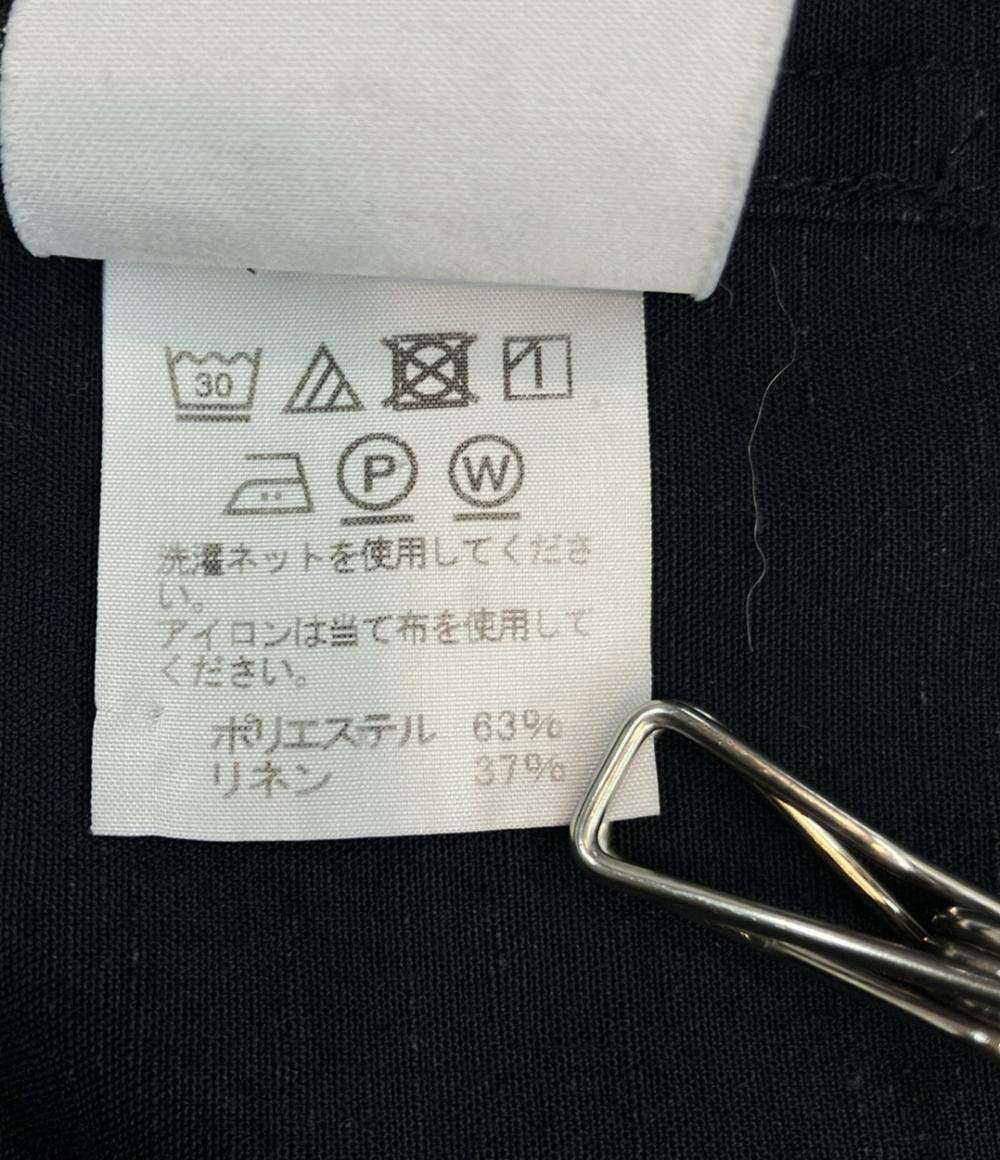 30
P W
洗濯ネットを使用してくださ
い。
アイロンは当て布を使用して
ください。
ポリエステル 63%
リネン 37%